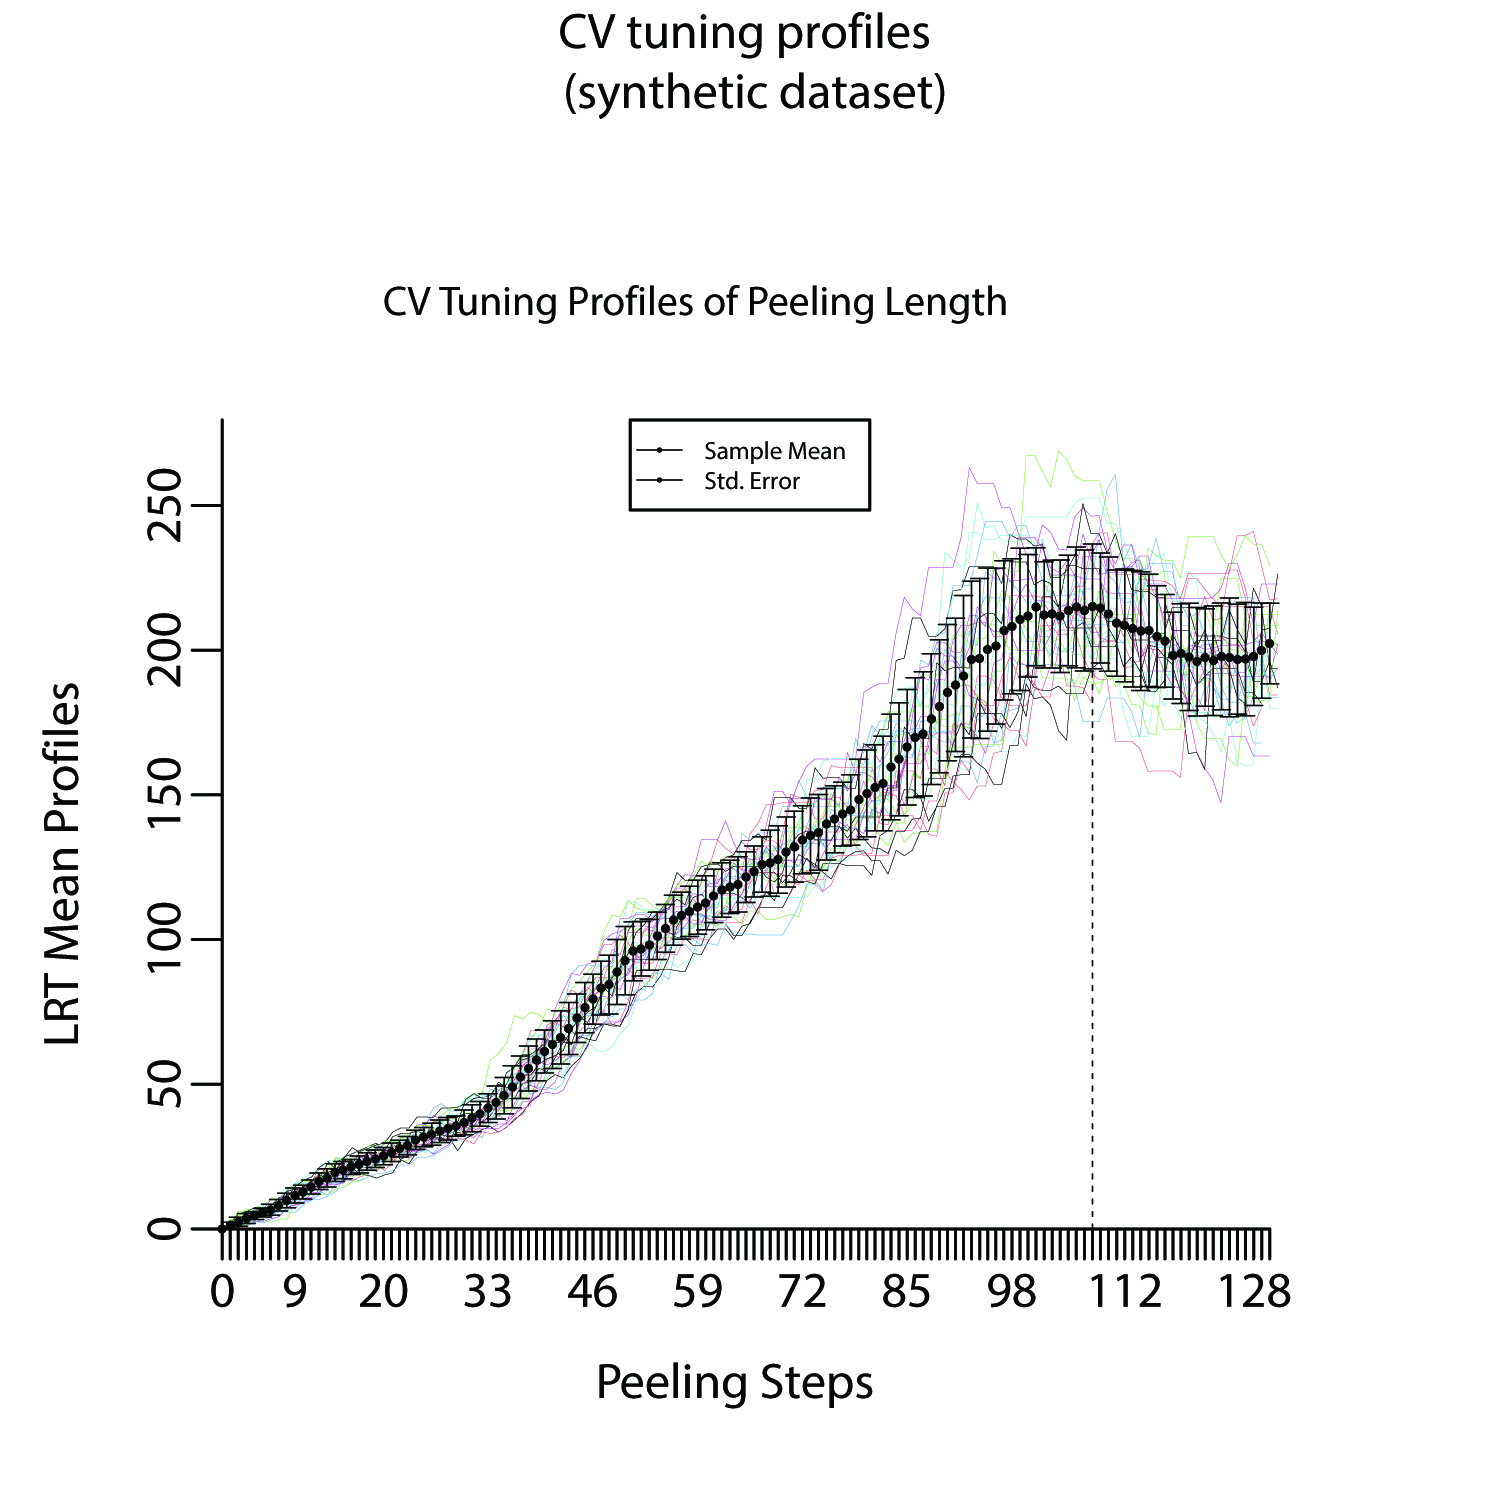 CV tuning profiles
(synthetic dataset)
CV Tuning Profiles of Peeling Length
Sample Mean
Std. Error
LRT Mean Profiles
250
200
150
100
50
0
0 9 20 33 46 59 72 85 98 112 128
Peeling Steps